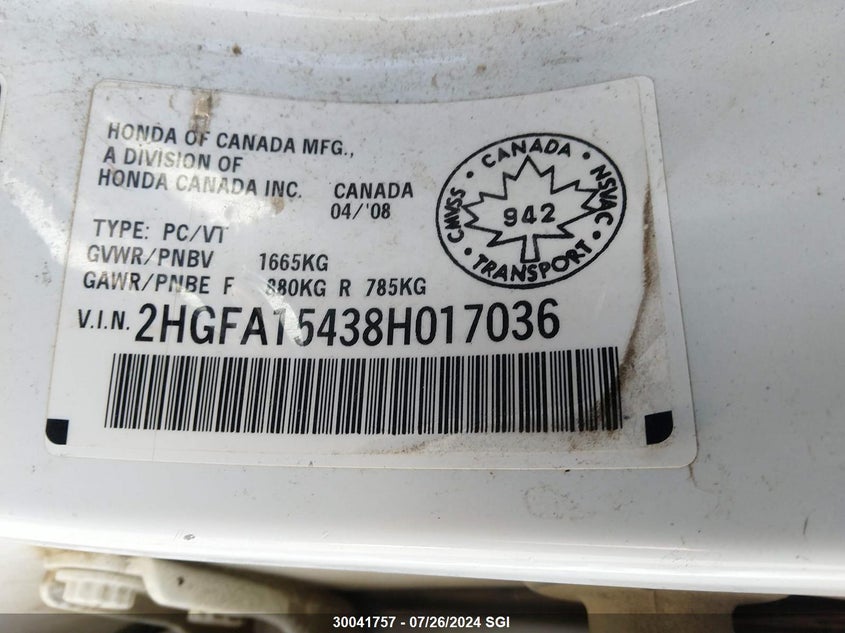 HONDA OF CANADA MFG.,
A DIVISION OF
HONDA CANADA INC. CANADA
04/'08
TYPE: PC/VT
GVWR/PNBV 1665KG
GAWR/PNBE F 880KG R 785KG
V.I.N. 2HGFA15438H017036
CANADA
CMVSS
NSVAC
942
TRANSPORT
30041757 - 07/26/2024 SGI